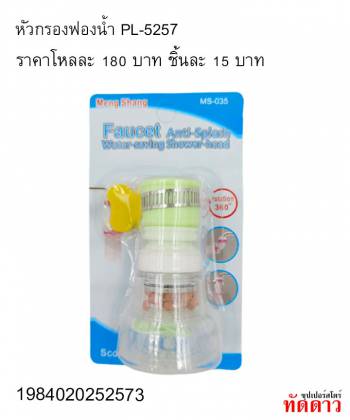 หัวกรองฟองน้ำ PL-5257
ราคาโหลละ 180 บาท ชิ้นละ 15 บาท
Meng Shang
MS-035
Faucet Anti-Splash
Water-saving Shower-head
360°
1984020252573
ซุปเปอร์สโตร์
ทัดดาว